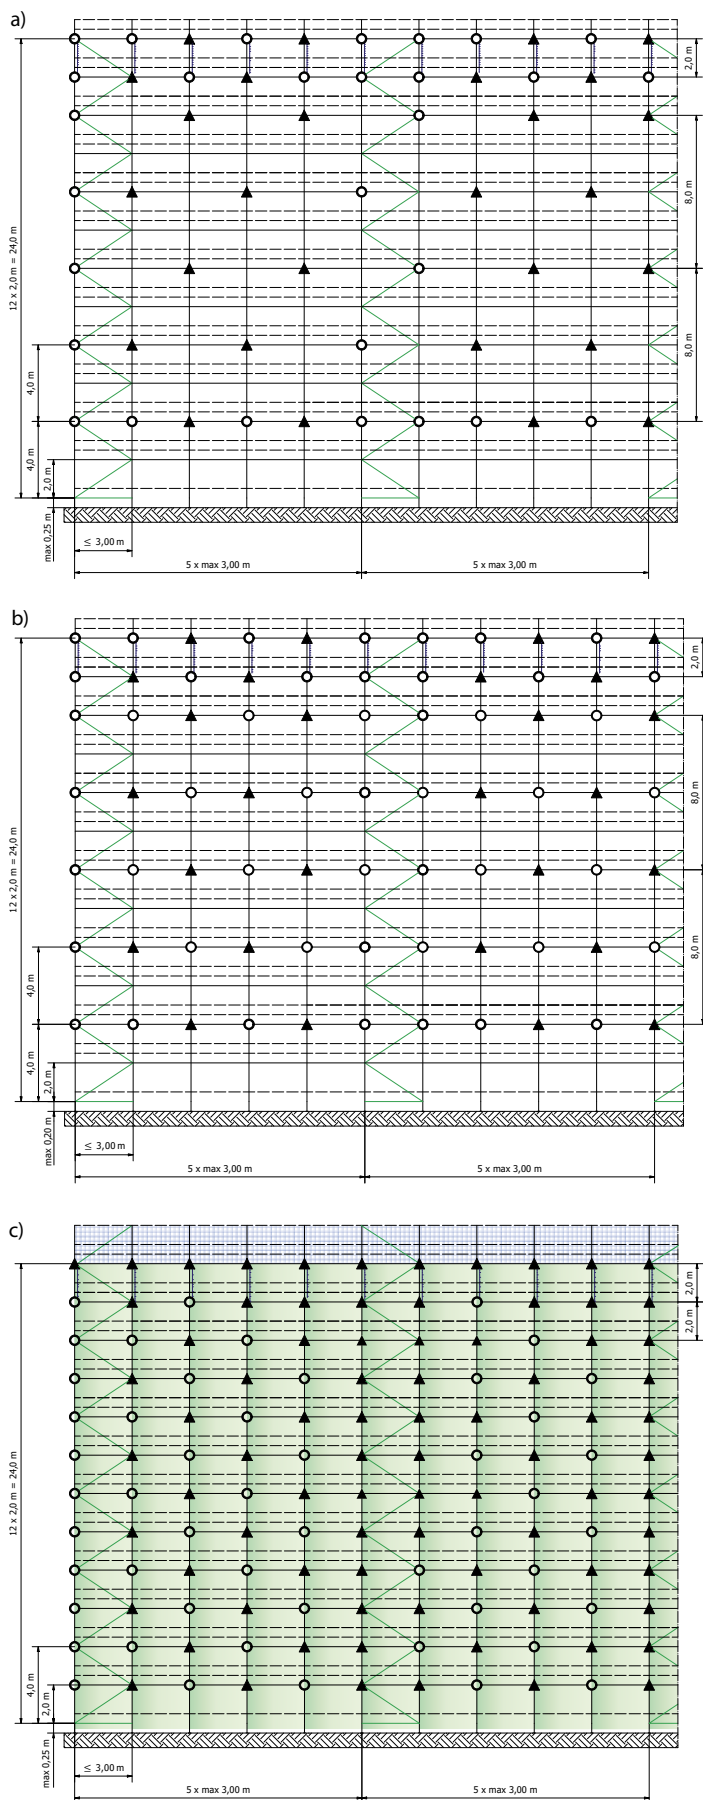 a)
2,0 m
8,0 m
12 x 2,0 m = 24,0 m
8,0 m
4,0 m
4,0 m
2,0 m
max 0,25 m
≤ 3,00 m
5 x max 3,00 m
5 x max 3,00 m
b)
2,0 m
8,0 m
12 x 2,0 m = 24,0 m
8,0 m
4,0 m
4,0 m
2,0 m
max 0,20 m
≤ 3,00 m
5 x max 3,00 m
5 x max 3,00 m
c)
2,0 m
2,0 m
12 x 2,0 m = 24,0 m
4,0 m
2,0 m
max 0,25 m
≤ 3,00 m
5 x max 3,00 m
5 x max 3,00 m